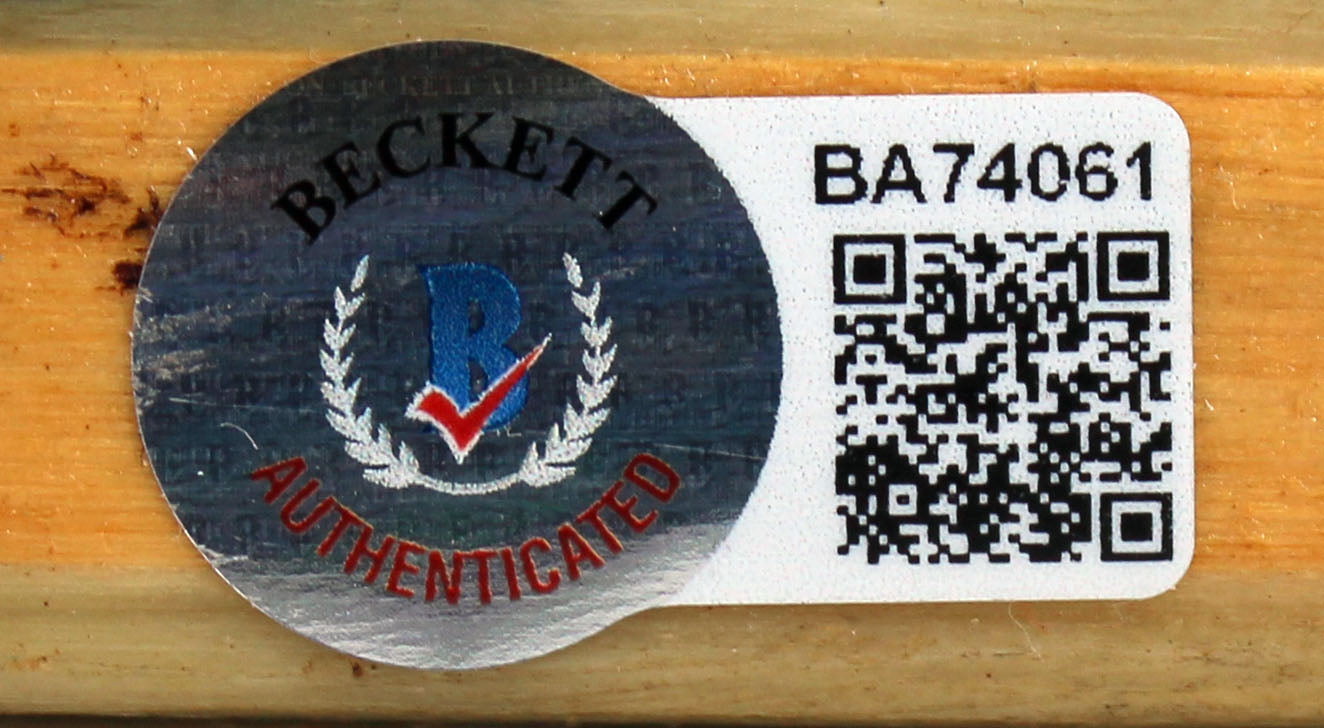 BECKETT
B
AUTHENTICATED
BA74061